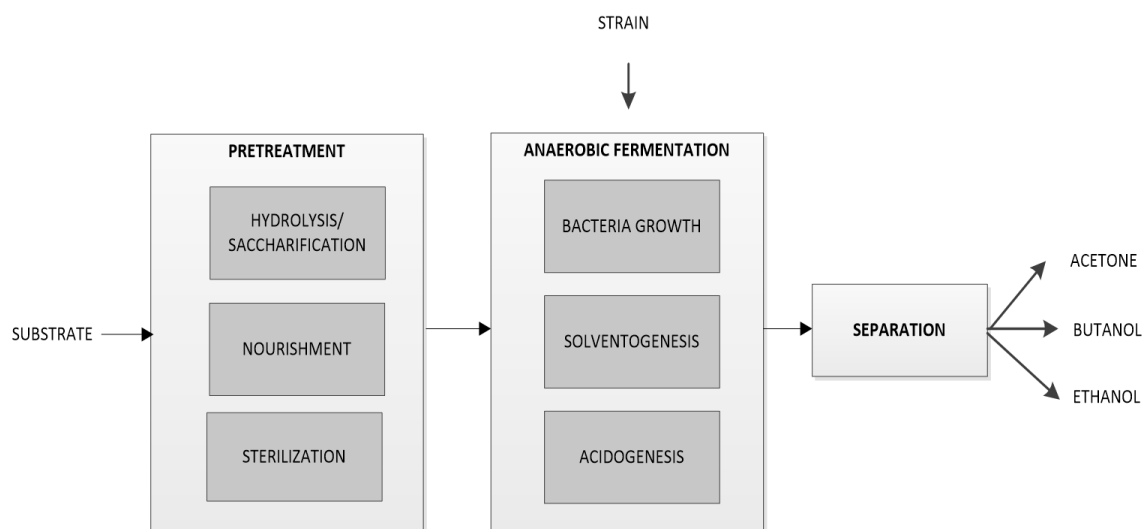 STRAIN
PRETREATMENT
HYDROLYSIS/
SACCHARIFICATION
NOURISHMENT
STERILIZATION
SUBSTRATE
ANAEROBIC FERMENTATION
BACTERIA GROWTH
SOLVENTOGENESIS
ACIDOGENESIS
SEPARATION
ACETONE
BUTANOL
ETHANOL